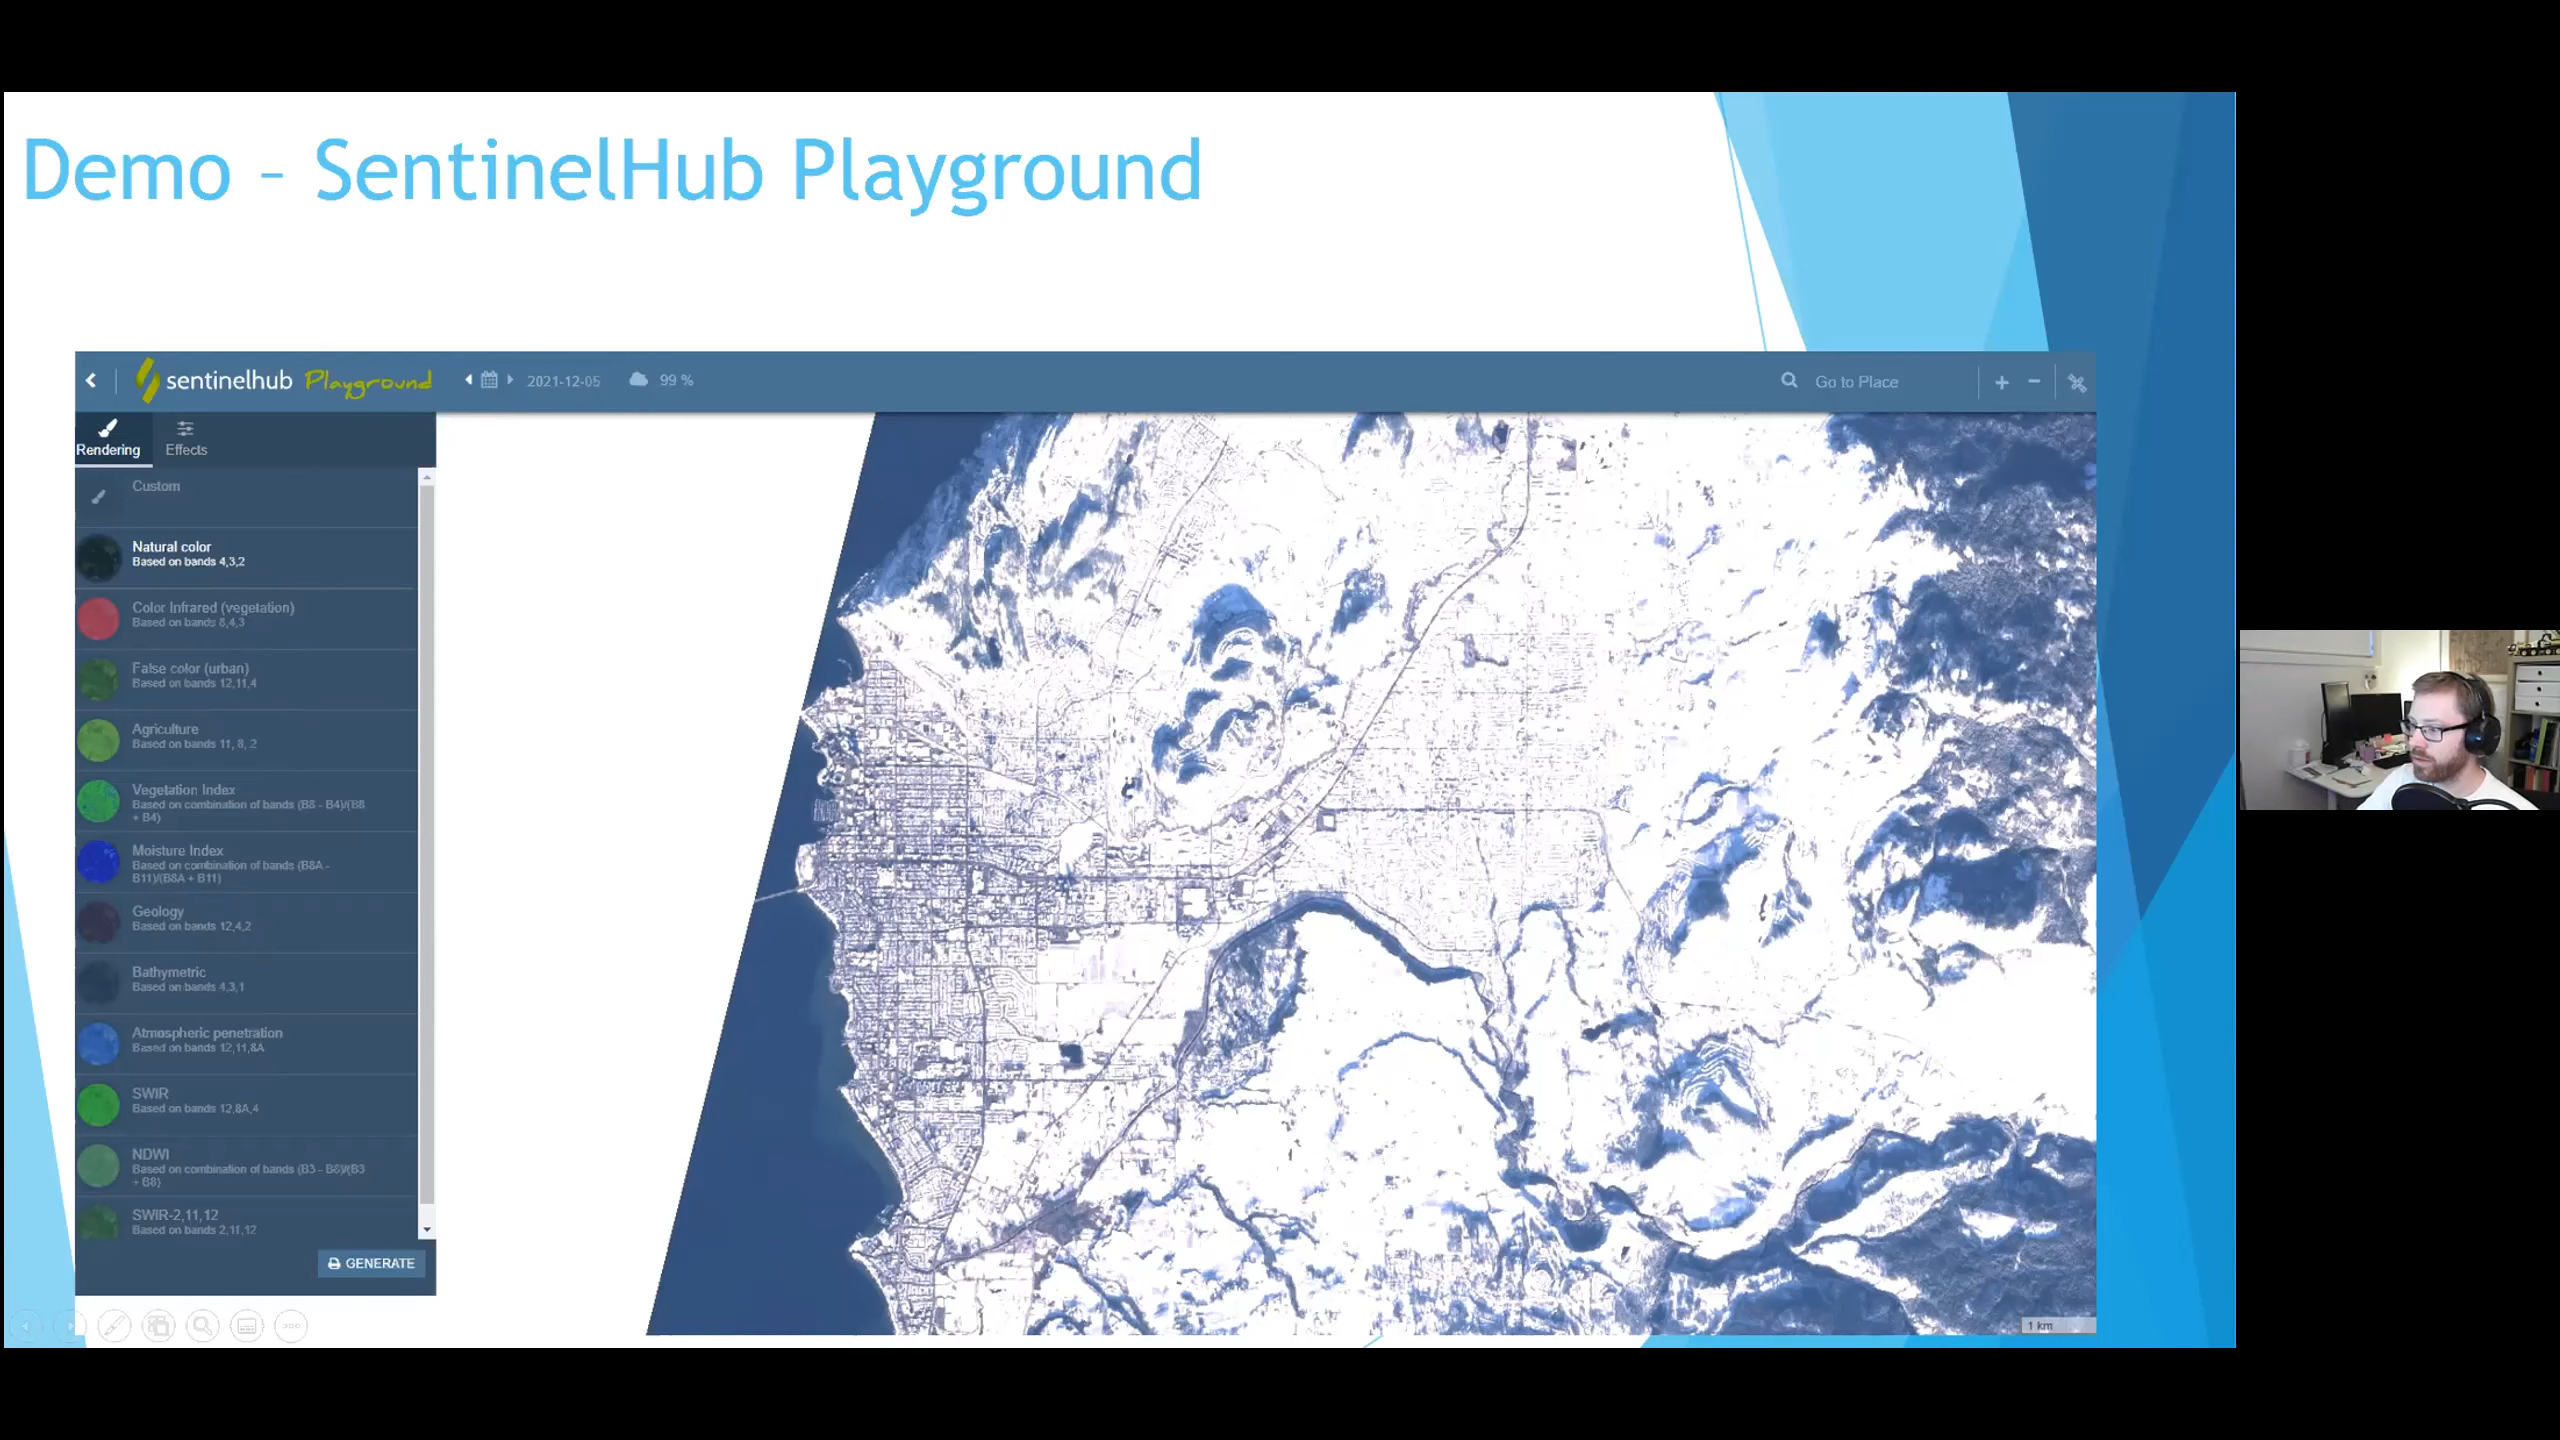 Demo – SentinelHub Playground
sentinelhub Playground
2021-12-05
99 %
Go to Place
Rendering
Effects
Custom
Natural color
Based on bands 4,3,2
Color Infrared (vegetation)
Based on bands 8,4,3
False color (urban)
Based on bands 12,11,4
Agriculture
Based on bands 11, 8, 2
Vegetation Index
Based on combination of bands (B8 - B4)/(B8
+ B4)
Moisture Index
Based on combination of bands (B8A -
B11)/(B8A + B11)
Geology
Based on bands 12,4,2
Bathymetric
Based on bands 4,3,1
Atmospheric penetration
Based on bands 12,11,8A
SWIR
Based on bands 12,8A,4
NDWI
Based on combination of bands (B3 - B8)/(B3
+ B8)
SWIR-2,11,12
Based on bands 2,11,12
GENERATE
1 km